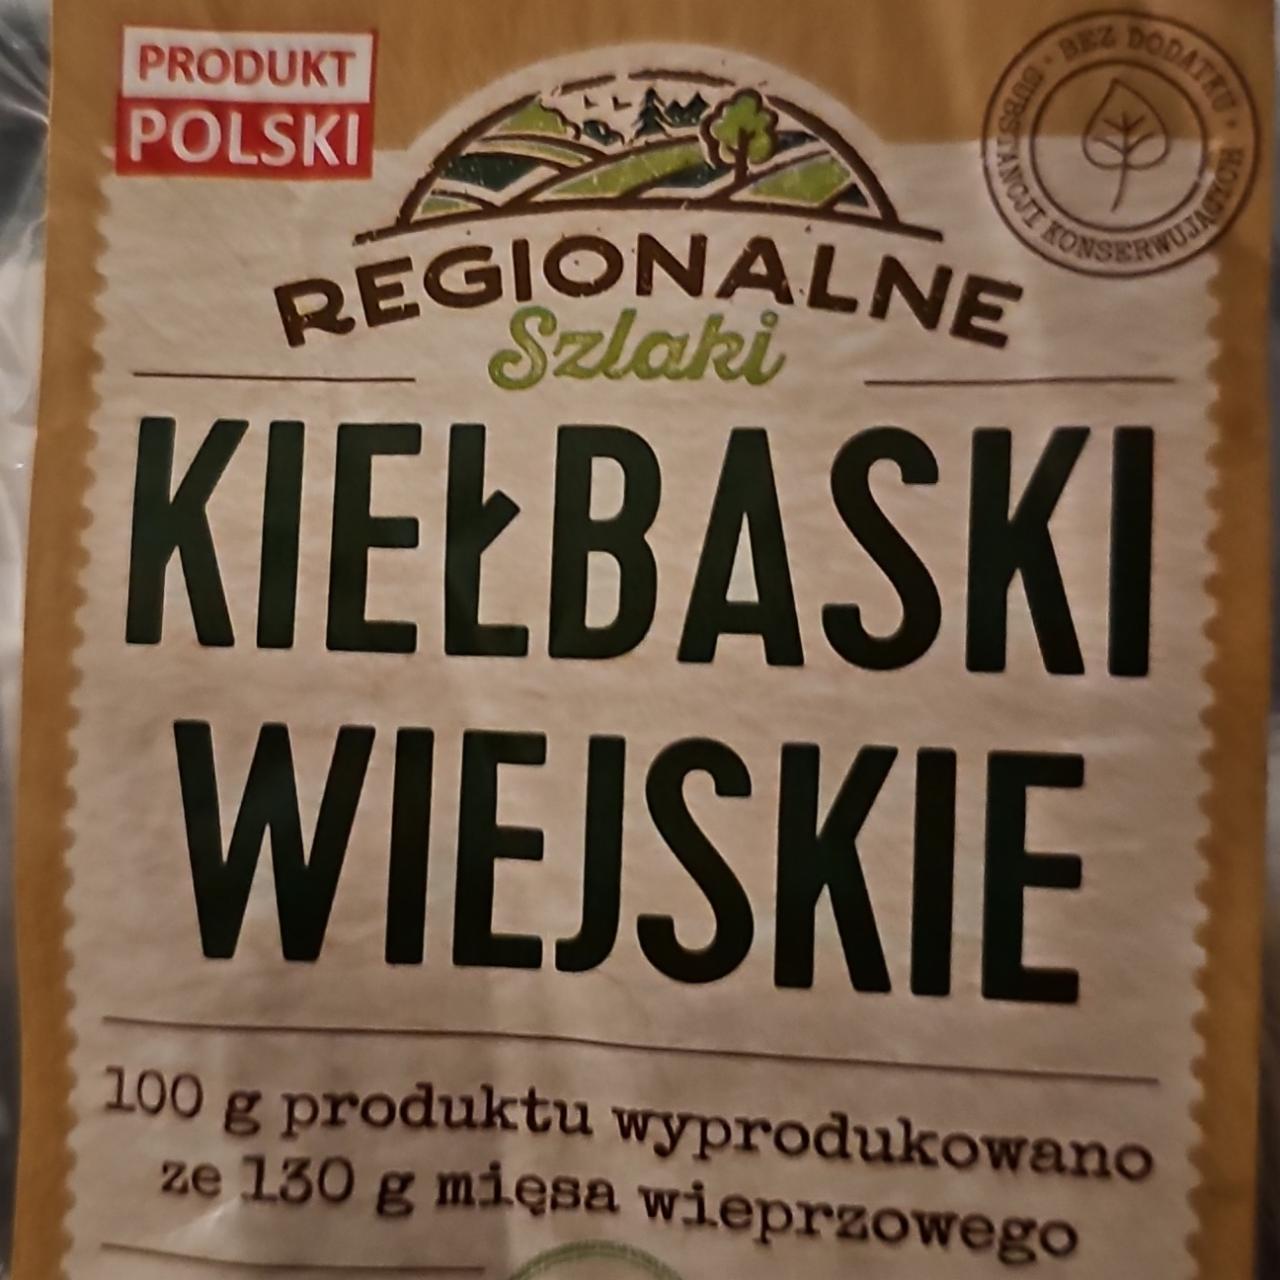 PRODUKT
POLSKI
BEZ DODATKU · SUBSTANCJI KONSERWUJĄCYCH ·
REGIONALNE
Szlaki
KIEŁBASKI
WIEJSKIE
100 g produktu wyprodukowano
ze 130 g mięsa wieprzowego